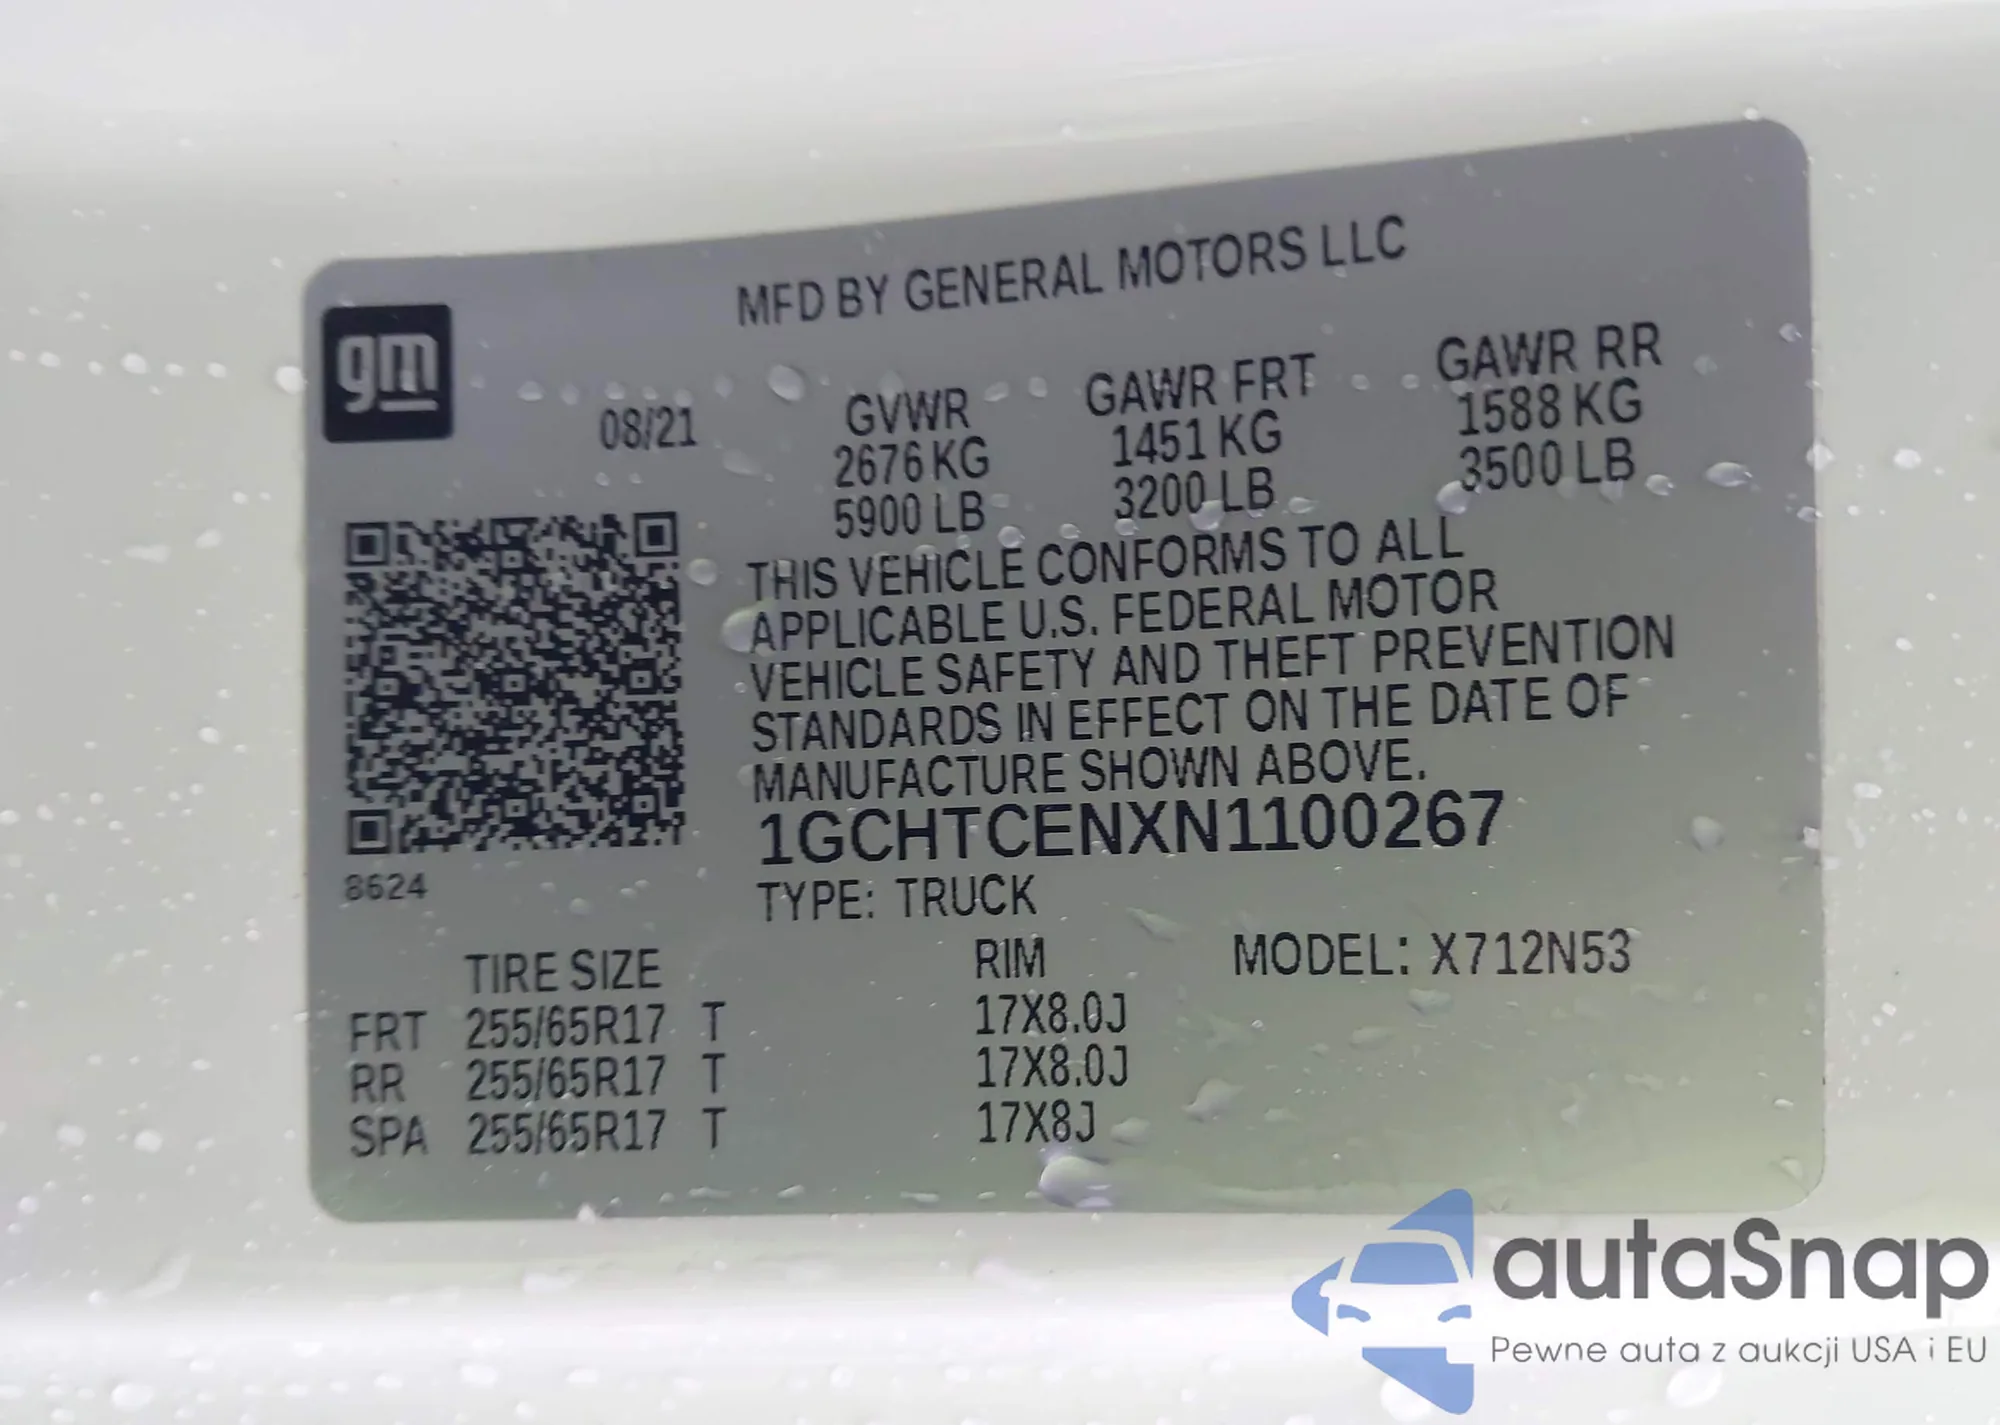 MFD BY GENERAL MOTORS LLC
gm
08/21 GVWR GAWR FRT GAWR RR
2676 KG 1451 KG 1588 KG
5900 LB 3200 LB 3500 LB
THIS VEHICLE CONFORMS TO ALL
APPLICABLE U.S. FEDERAL MOTOR
VEHICLE SAFETY AND THEFT PREVENTION
STANDARDS IN EFFECT ON THE DATE OF
MANUFACTURE SHOWN ABOVE.
1GCHTCENXN1100267
8624
TYPE: TRUCK
TIRE SIZE RIM MODEL: X712N53
FRT 255/65R17 T 17X8.0J
RR 255/65R17 T 17X8.0J
SPA 255/65R17 T 17X8J
autaSnap
Pewne auta z aukcji USA i EU